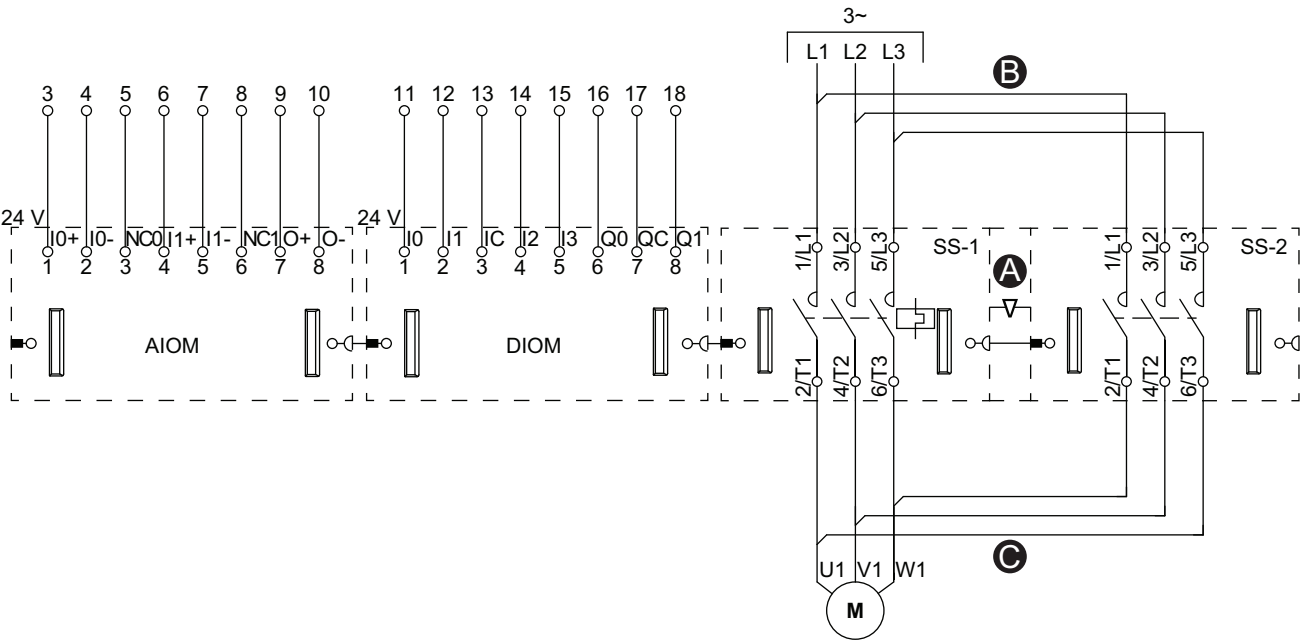 3~
L1 L2 L3
B
3 4 5 6 7 8 9 10 11 12 13 14 15 16 17 18
24 V I0+ I0- NC0 I1+ I1- NC1 O+ O- 24 V I0 I1 IC I2 I3 Q0 QC Q1 1/L1 3/L2 5/L3 SS-1 1/L1 3/L2 5/L3 SS-2
1 2 3 4 5 6 7 8 1 2 3 4 5 6 7 8
A
AIOM DIOM
2/T1 4/T2 6/T3 2/T1 4/T2 6/T3
C
U1 V1 W1
M